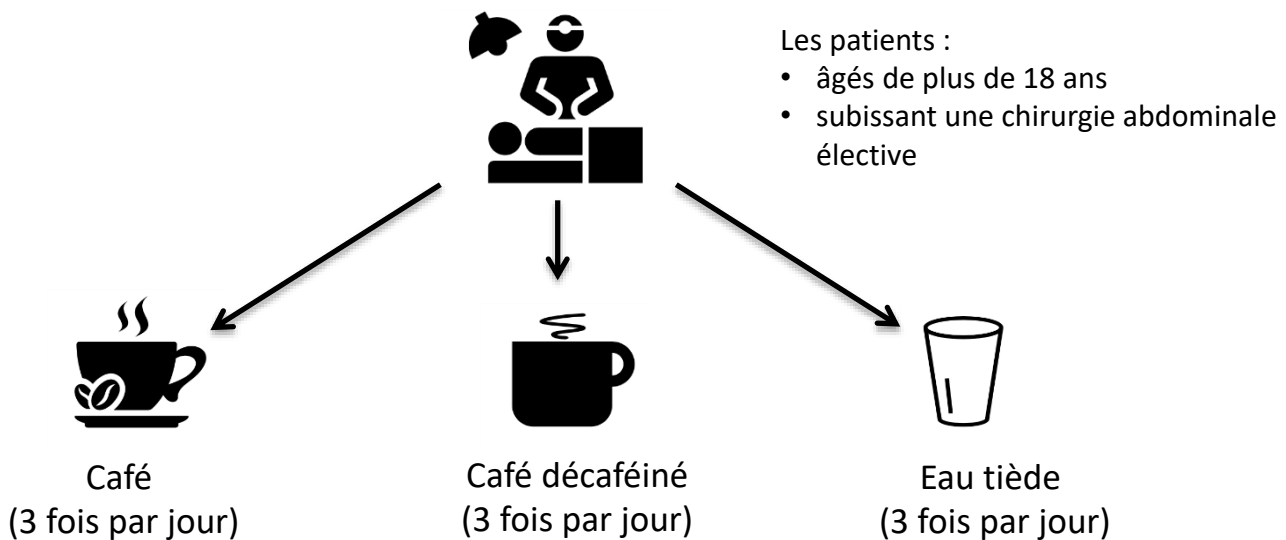 Les patients :
• âgés de plus de 18 ans
• subissant une chirurgie abdominale
élective
Café
(3 fois par jour)
Café décaféiné
(3 fois par jour)
Eau tiède
(3 fois par jour)